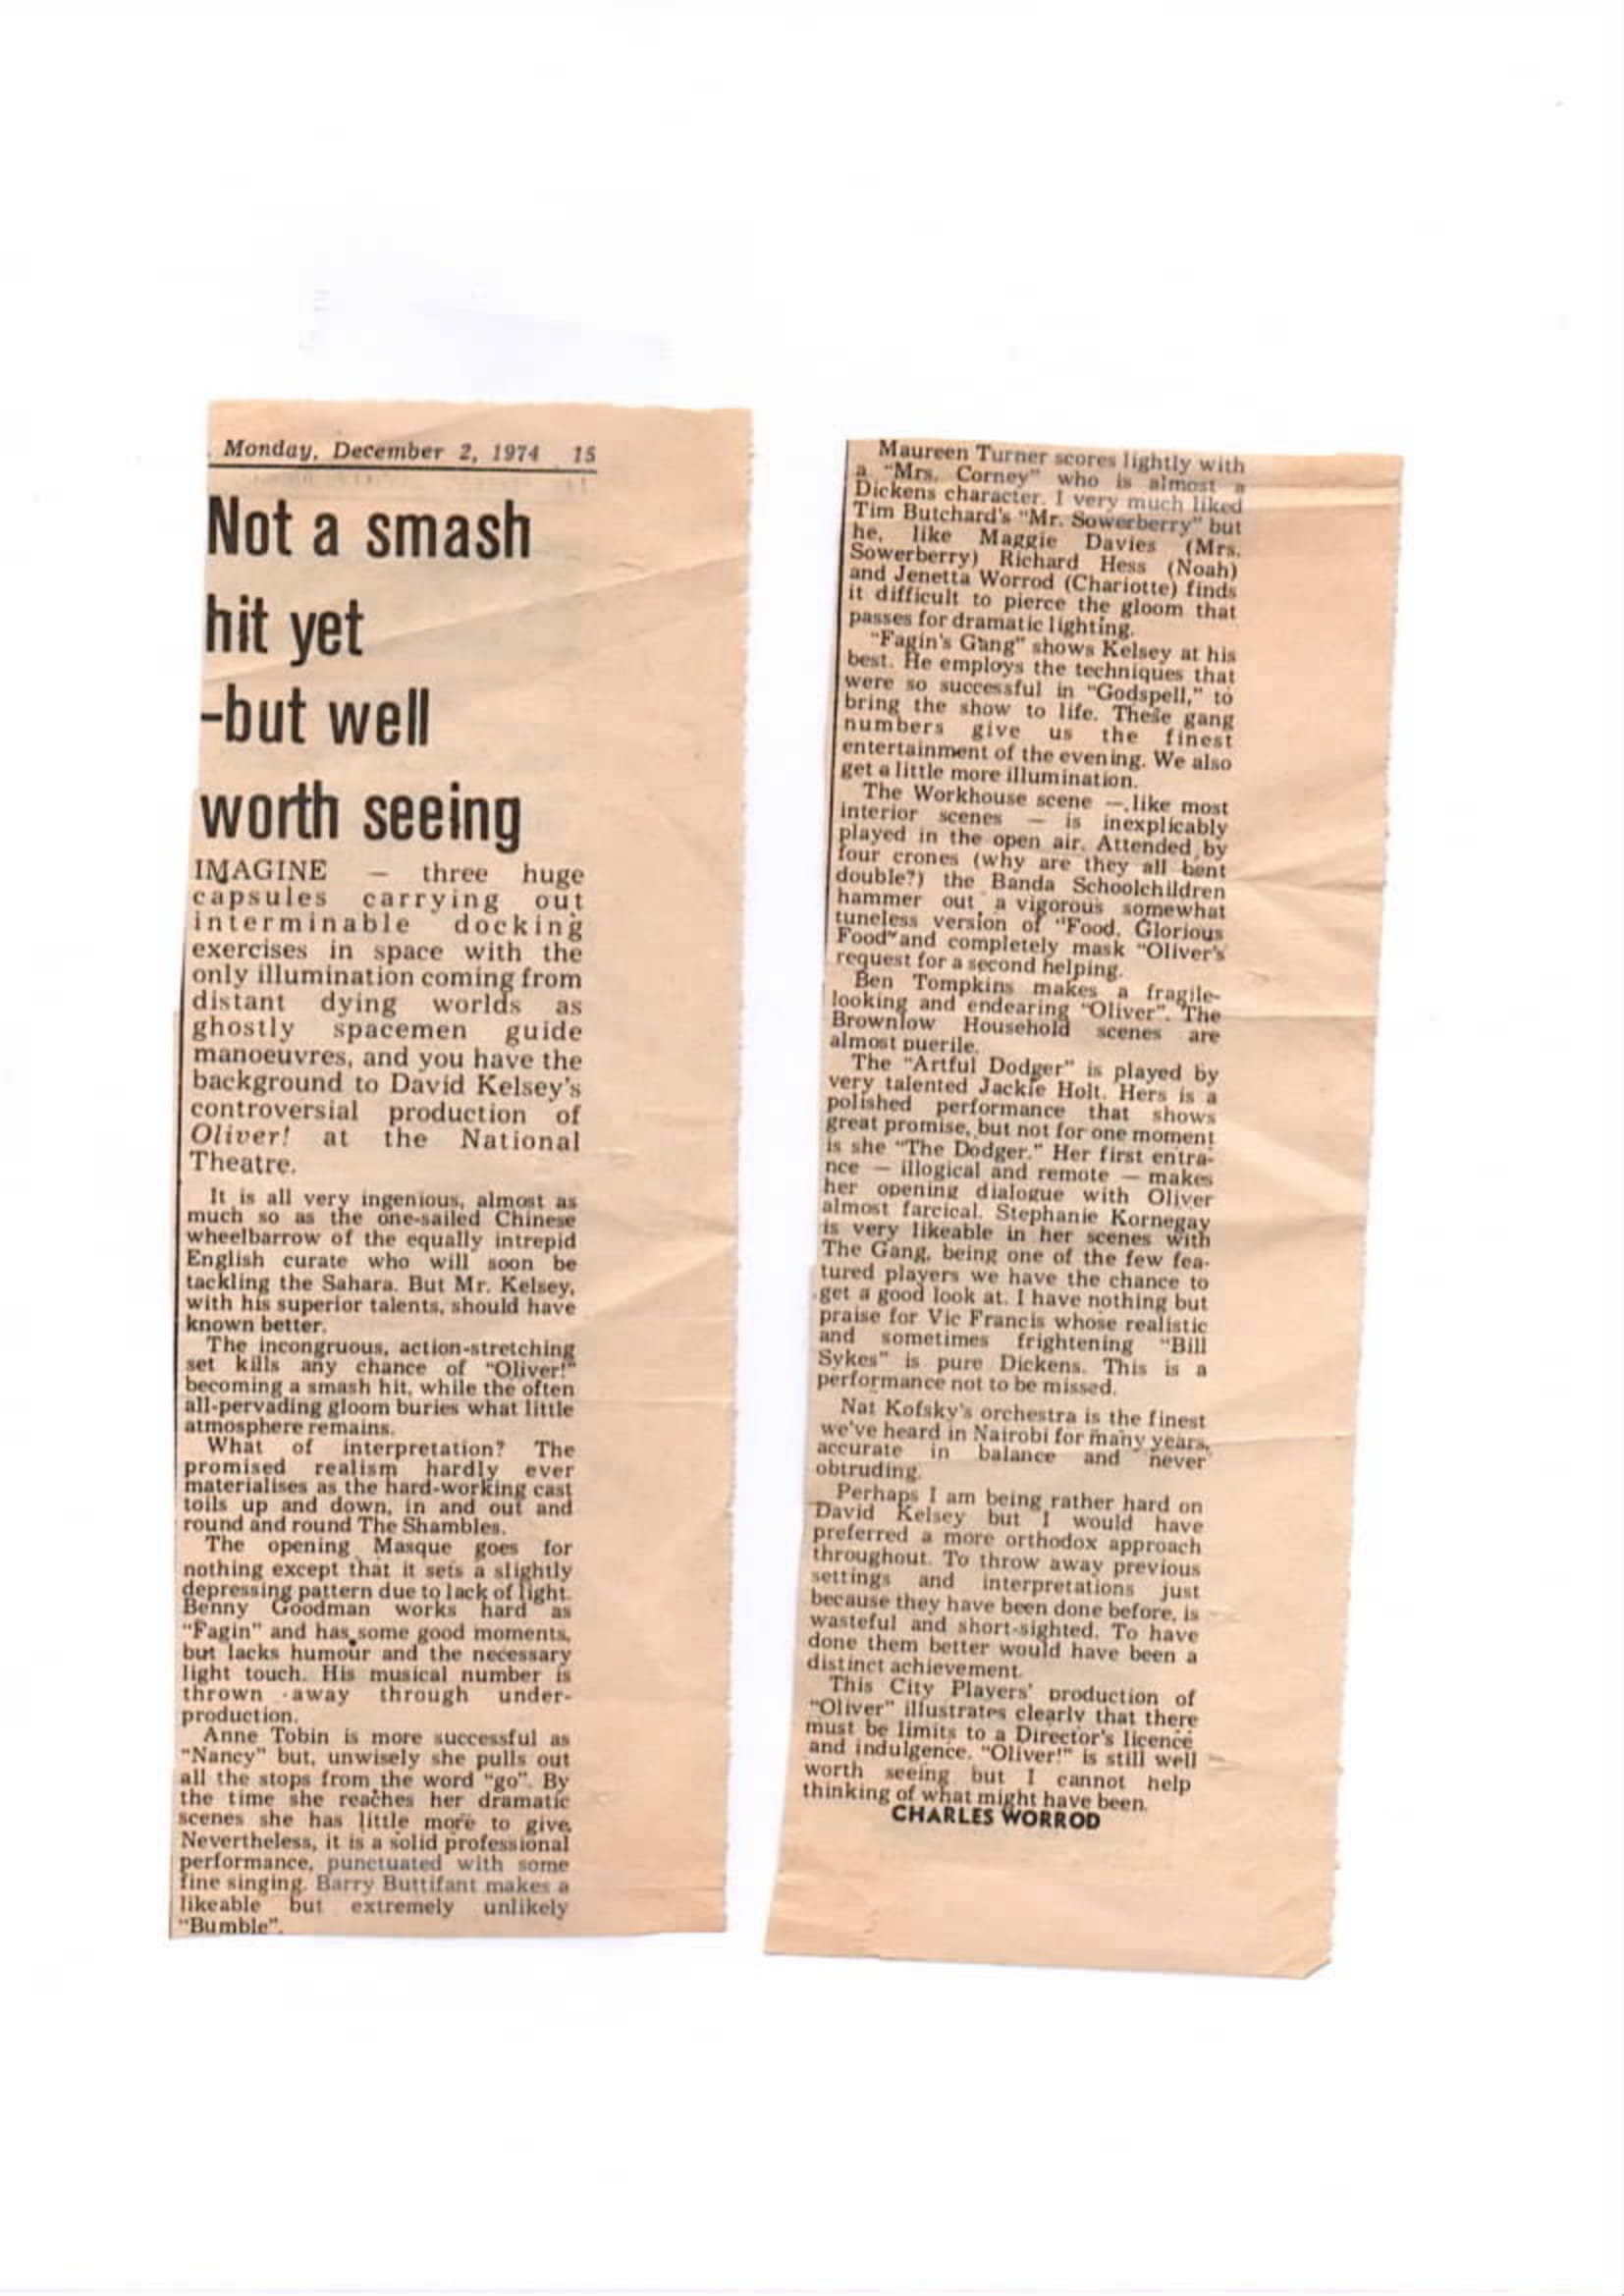 Monday, December 2, 1974 15
Not a smash
hit yet
-but well
worth seeing
IMAGINE — three huge
capsules carrying out
interminable docking
exercises in space with the
only illumination coming from
distant dying worlds as
ghostly spacemen guide
manoeuvres, and you have the
background to David Kelsey's
controversial production of
Oliver! at the National
Theatre.
It is all very ingenious, almost as
much so as the one-sailed Chinese
wheelbarrow of the equally intrepid
English curate who will soon be
tackling the Sahara. But Mr. Kelsey,
with his superior talents, should have
known better.
The incongruous, action-stretching
set kills any chance of "Oliver!"
becoming a smash hit, while the often
all-pervading gloom buries what little
atmosphere remains.
What of interpretation? The
promised realism hardly ever
materialises as the hard-working cast
toils up and down, in and out and
round and round The Shambles.
The opening Masque goes for
nothing except that it sets a slightly
depressing pattern due to lack of light.
Benny Goodman works hard as
"Fagin" and has some good moments,
but lacks humour and the necessary
light touch. His musical number is
thrown away through under-
production.
Anne Tobin is more successful as
"Nancy" but, unwisely she pulls out
all the stops from the word "go". By
the time she reaches her dramatic
scenes she has little more to give.
Nevertheless, it is a solid professional
performance, punctuated with some
fine singing. Barry Buttifant makes a
likeable but extremely unlikely
"Bumble".
Maureen Turner scores lightly with
a "Mrs. Corney" who is almost a
Dickens character. I very much liked
Tim Butchard's "Mr. Sowerberry" but
he, like Maggie Davies (Mrs.
Sowerberry) Richard Hess (Noah)
and Jenetta Worrod (Chariotte) finds
it difficult to pierce the gloom that
passes for dramatic lighting.
"Fagin's Gang" shows Kelsey at his
best. He employs the techniques that
were so successful in "Godspell," to
bring the show to life. These gang
numbers give us the finest
entertainment of the evening. We also
get a little more illumination.
The Workhouse scene — like most
interior scenes — is inexplicably
played in the open air. Attended by
four crones (why are they all bent
double?) the Banda Schoolchildren
hammer out a vigorous somewhat
tuneless version of "Food, Glorious
Food" and completely mask "Oliver's
request for a second helping.
Ben Tompkins makes a fragile-
looking and endearing "Oliver". The
Brownlow Household scenes are
almost puerile.
The "Artful Dodger" is played by
very talented Jackie Holt. Hers is a
polished performance that shows
great promise, but not for one moment
is she "The Dodger." Her first entra-
nce — illogical and remote — makes
her opening dialogue with Oliver
almost farcical. Stephanie Kornegay
is very likeable in her scenes with
The Gang, being one of the few fea-
tured players we have the chance to
get a good look at. I have nothing but
praise for Vic Francis whose realistic
and sometimes frightening "Bill
Sykes" is pure Dickens. This is a
performance not to be missed.
Nat Kofsky's orchestra is the finest
we've heard in Nairobi for many years,
accurate in balance and never
obtruding.
Perhaps I am being rather hard on
David Kelsey but I would have
preferred a more orthodox approach
throughout. To throw away previous
settings and interpretations just
because they have been done before, is
wasteful and short-sighted. To have
done them better would have been a
distinct achievement.
This City Players' production of
"Oliver" illustrates clearly that there
must be limits to a Director's licence
and indulgence. "Oliver!" is still well
worth seeing but I cannot help
thinking of what might have been.
CHARLES WORROD